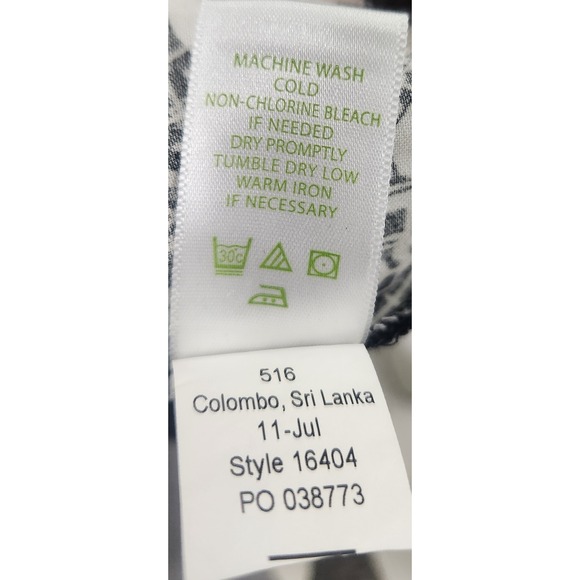 MACHINE WASH
COLD
NON-CHLORINE BLEACH
IF NEEDED
DRY PROMPTLY
TUMBLE DRY LOW
WARM IRON
IF NECESSARY
30c
516
Colombo, Sri Lanka
11-Jul
Style 16404
PO 038773